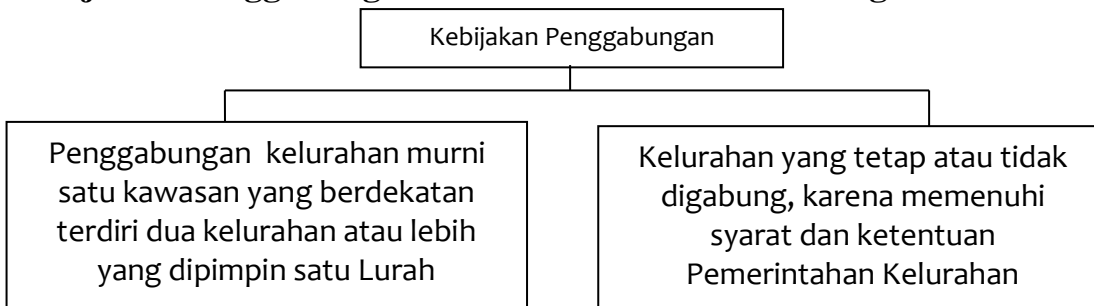 Kebijakan Penggabungan
Penggabungan kelurahan murni
satu kawasan yang berdekatan
terdiri dua kelurahan atau lebih
yang dipimpin satu Lurah
Kelurahan yang tetap atau tidak
digabung, karena memenuhi
syarat dan ketentuan
Pemerintahan Kelurahan